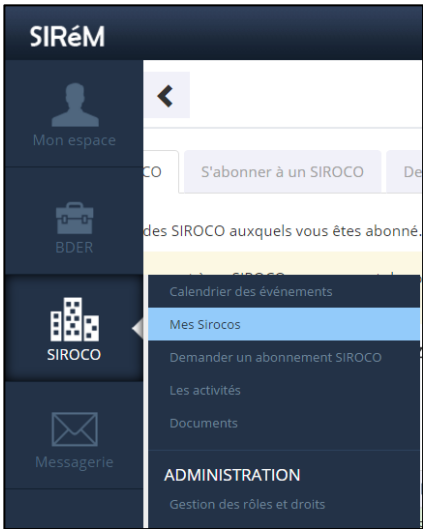 SIRéM
Mon espace
CO
S'abonner à un SIROCO
De
BDER
des SIROCO auxquels vous êtes abonné.
SIROCO
Calendrier des événements
Mes Sirocos
Demander un abonnement SIROCO
Les activités
Documents
Messagerie
ADMINISTRATION
Gestion des rôles et droits